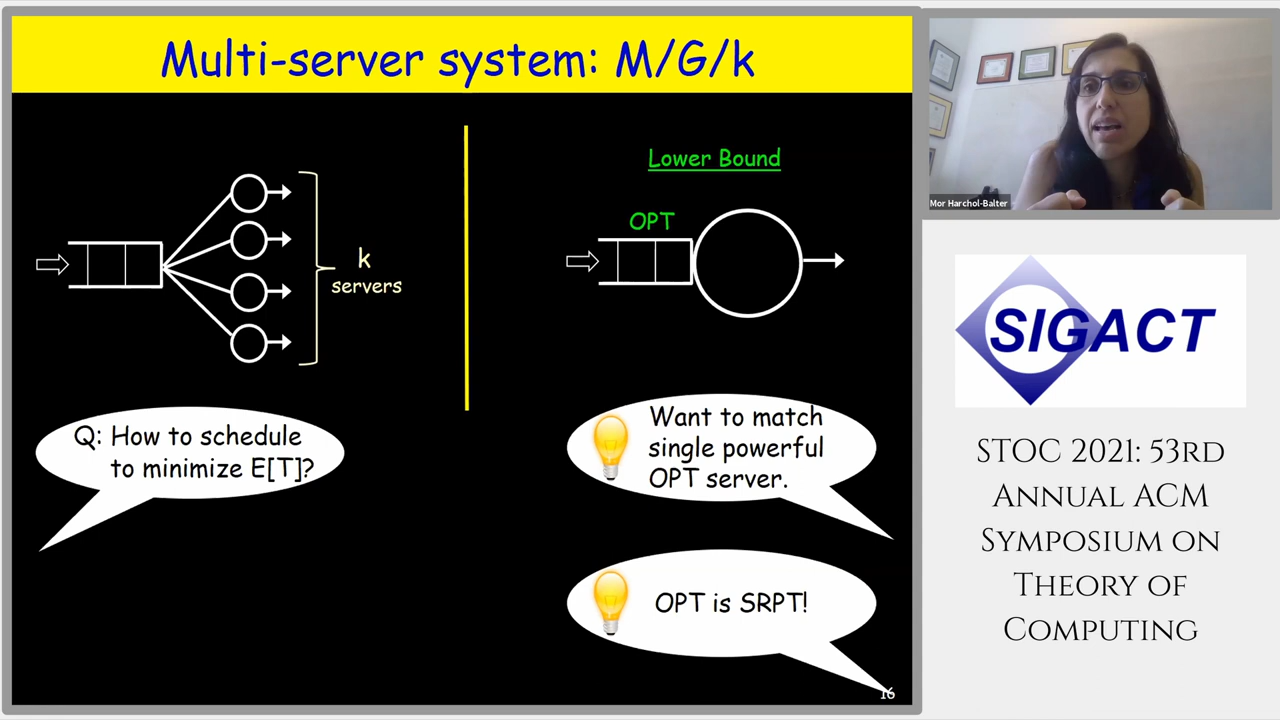 Multi-server system: M/G/k
k
servers
Q: How to schedule
to minimize E[T]?
Lower Bound
OPT
Want to match
single powerful
OPT server.
OPT is SRPT!
16
Mor Harchol-Balter
SIGACT
STOC 2021: 53rd
Annual ACM
Symposium on
Theory of
Computing